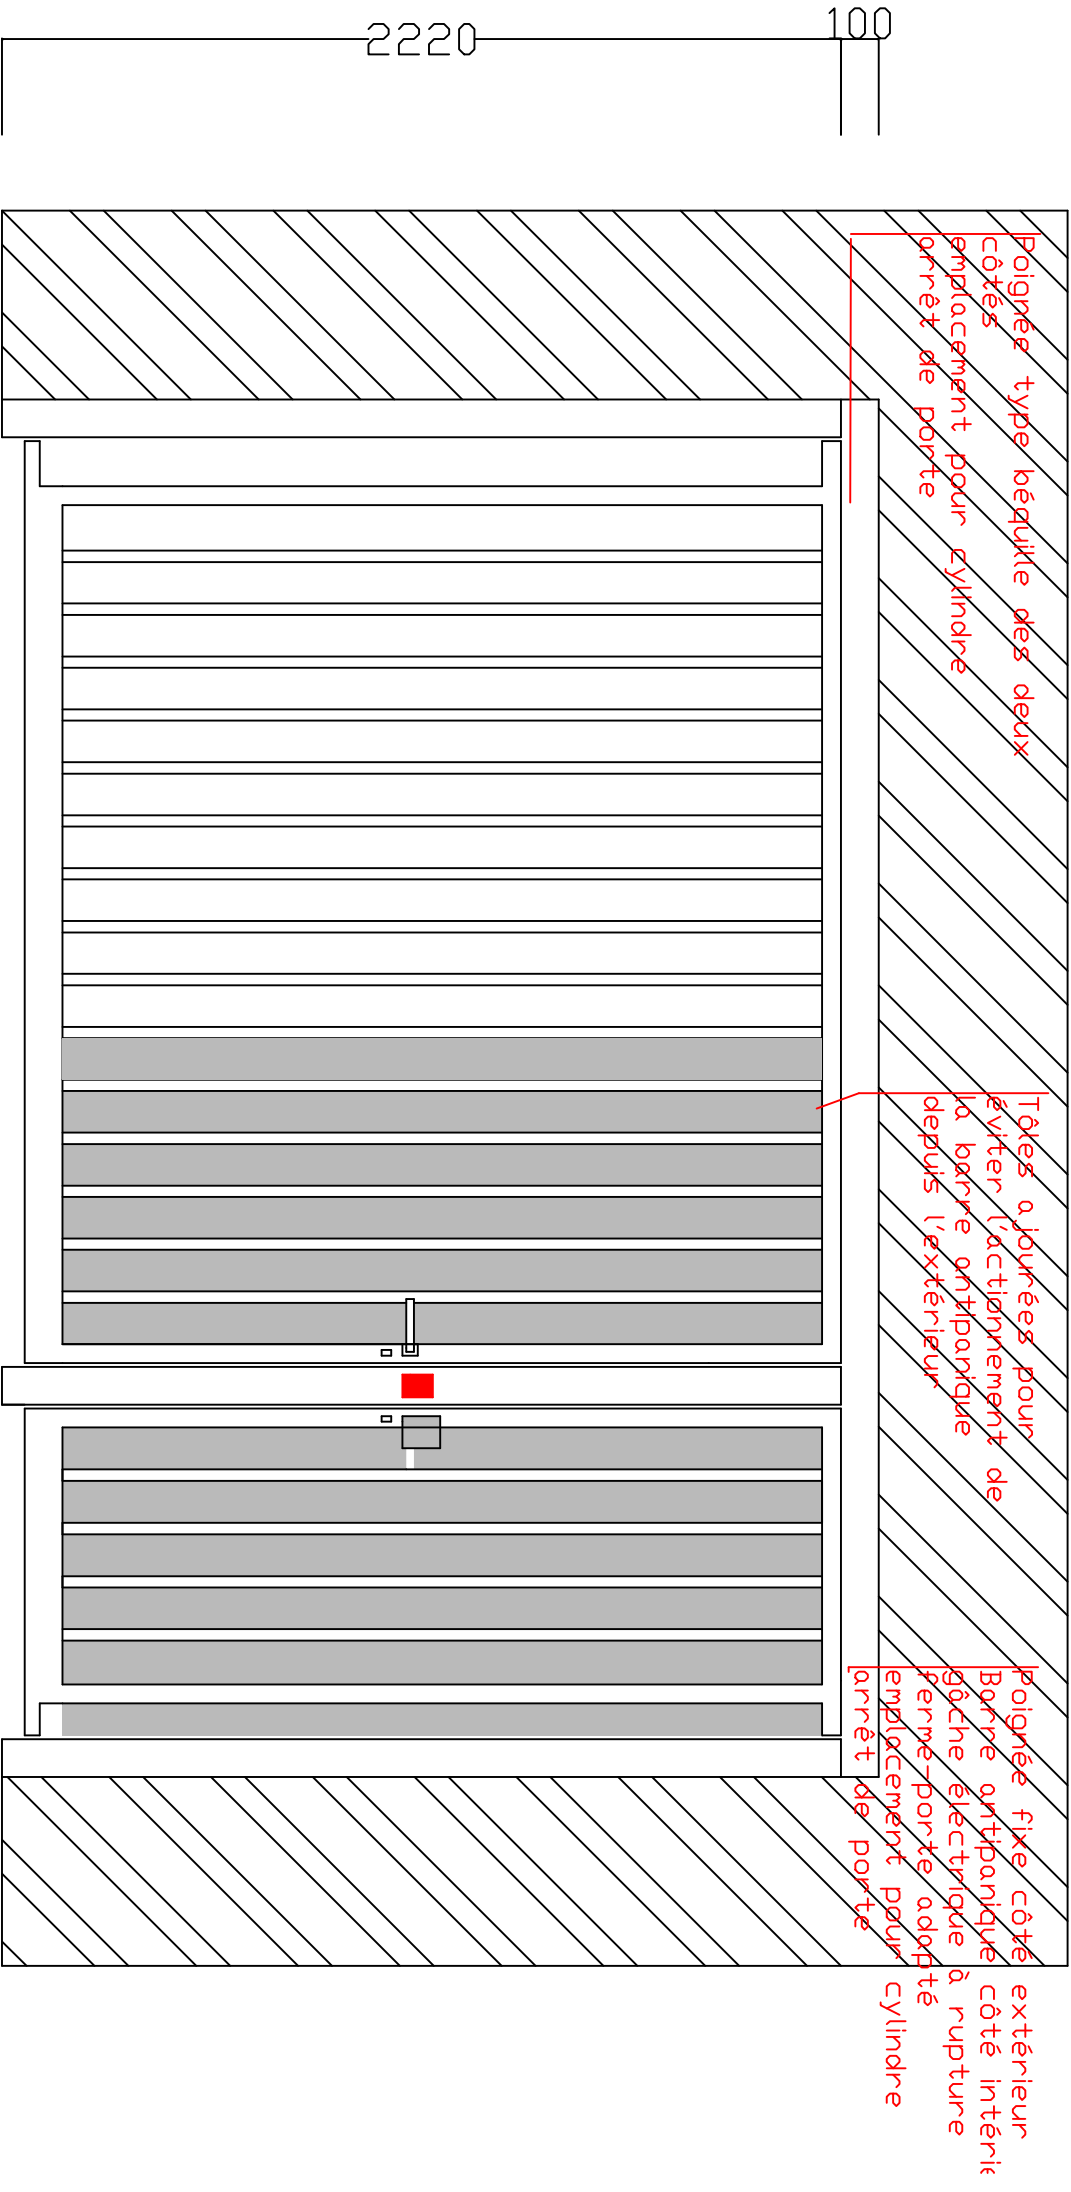 2220
100
Poignée type béquille des deux
côtés
emplacement pour cylindre
arrêt de porte
Tôles ajourées pour
éviter l'actionnement de
la barre antipanique
depuis l'extérieur
Poignée fixe côté extérieur
Barre antipanique côté intérie
gâche électrique à rupture
ferme-porte adapté
emplacement pour cylindre
arrêt de porte